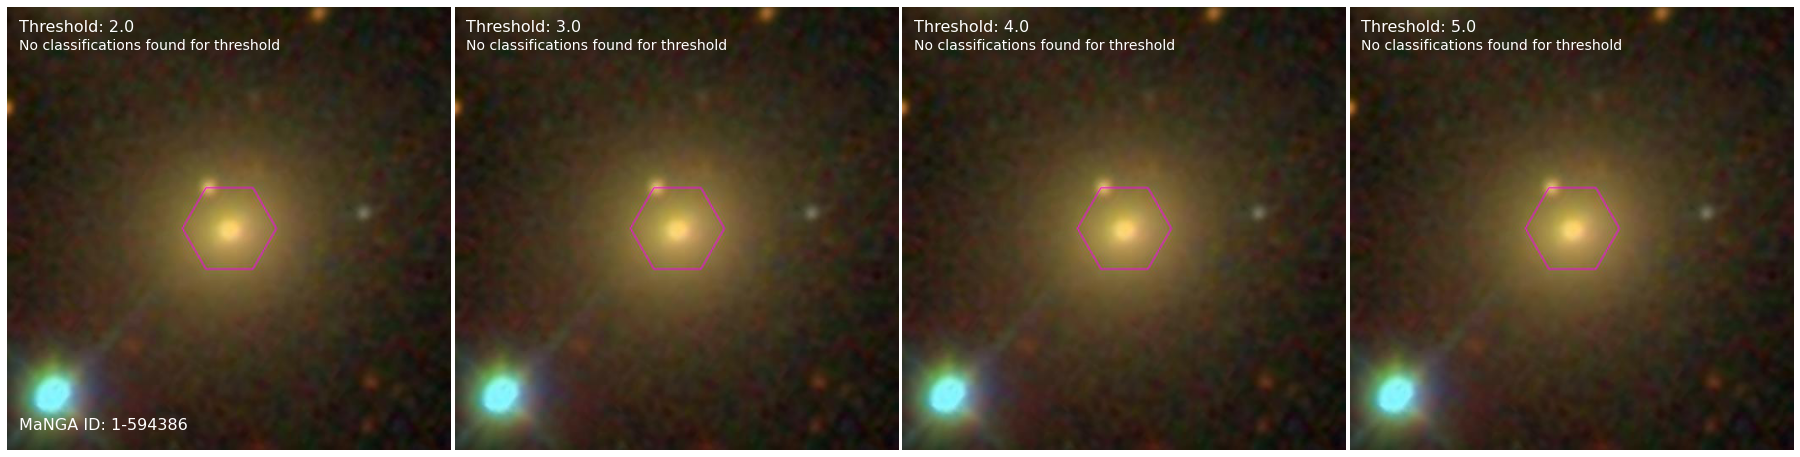 Threshold: 2.0
No classifications found for threshold
MaNGA ID: 1-594386
Threshold: 3.0
No classifications found for threshold
Threshold: 4.0
No classifications found for threshold
Threshold: 5.0
No classifications found for threshold